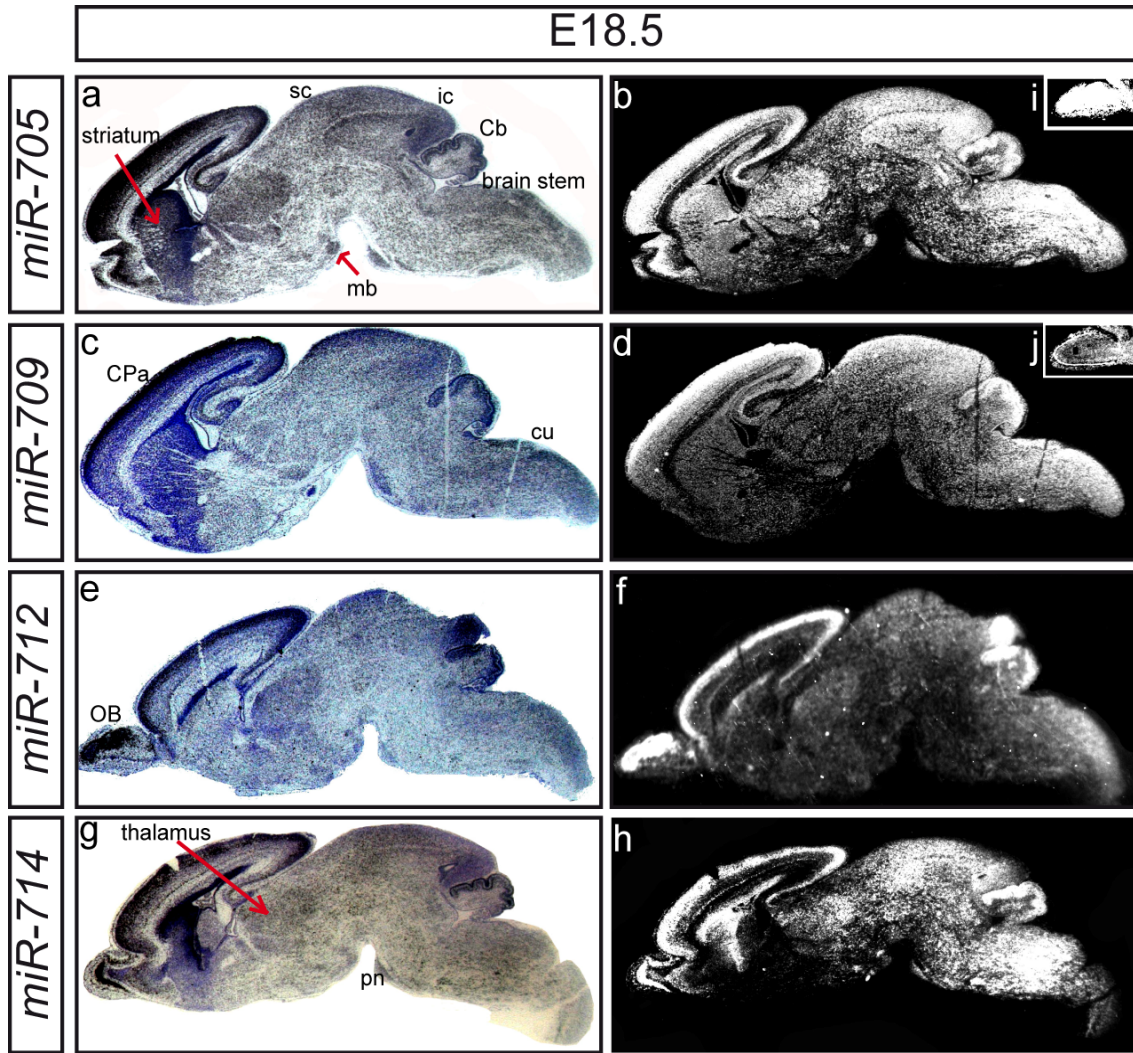 E18.5
miR-705
a
sc
ic
striatum
Cb
brain stem
mb
b
i
miR-709
c
CPa
cu
d
j
miR-712
e
OB
f
miR-714
g
thalamus
pn
h